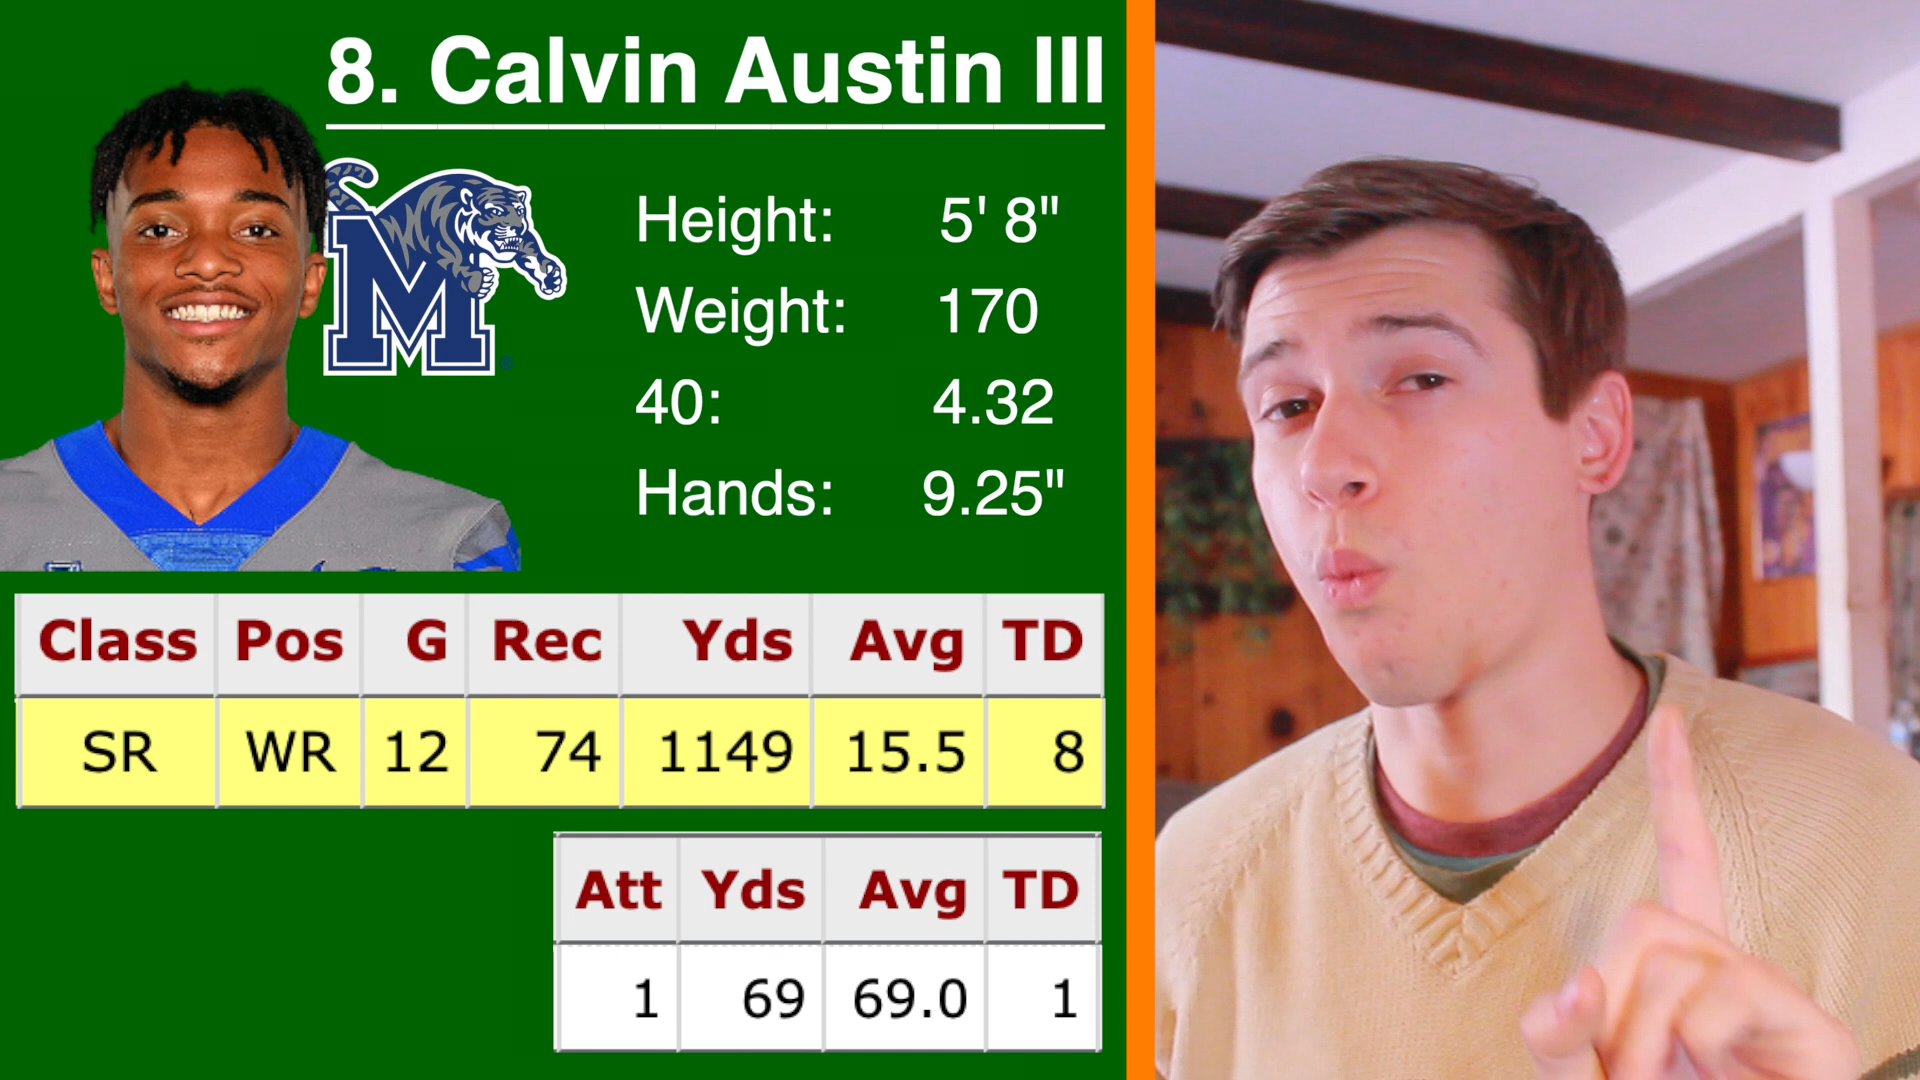 8. Calvin Austin III
M
®
Height: 5' 8"
Weight: 170
40: 4.32
Hands: 9.25"
Class Pos G Rec Yds Avg TD
SR WR 12 74 1149 15.5 8
Att Yds Avg TD
1 69 69.0 1